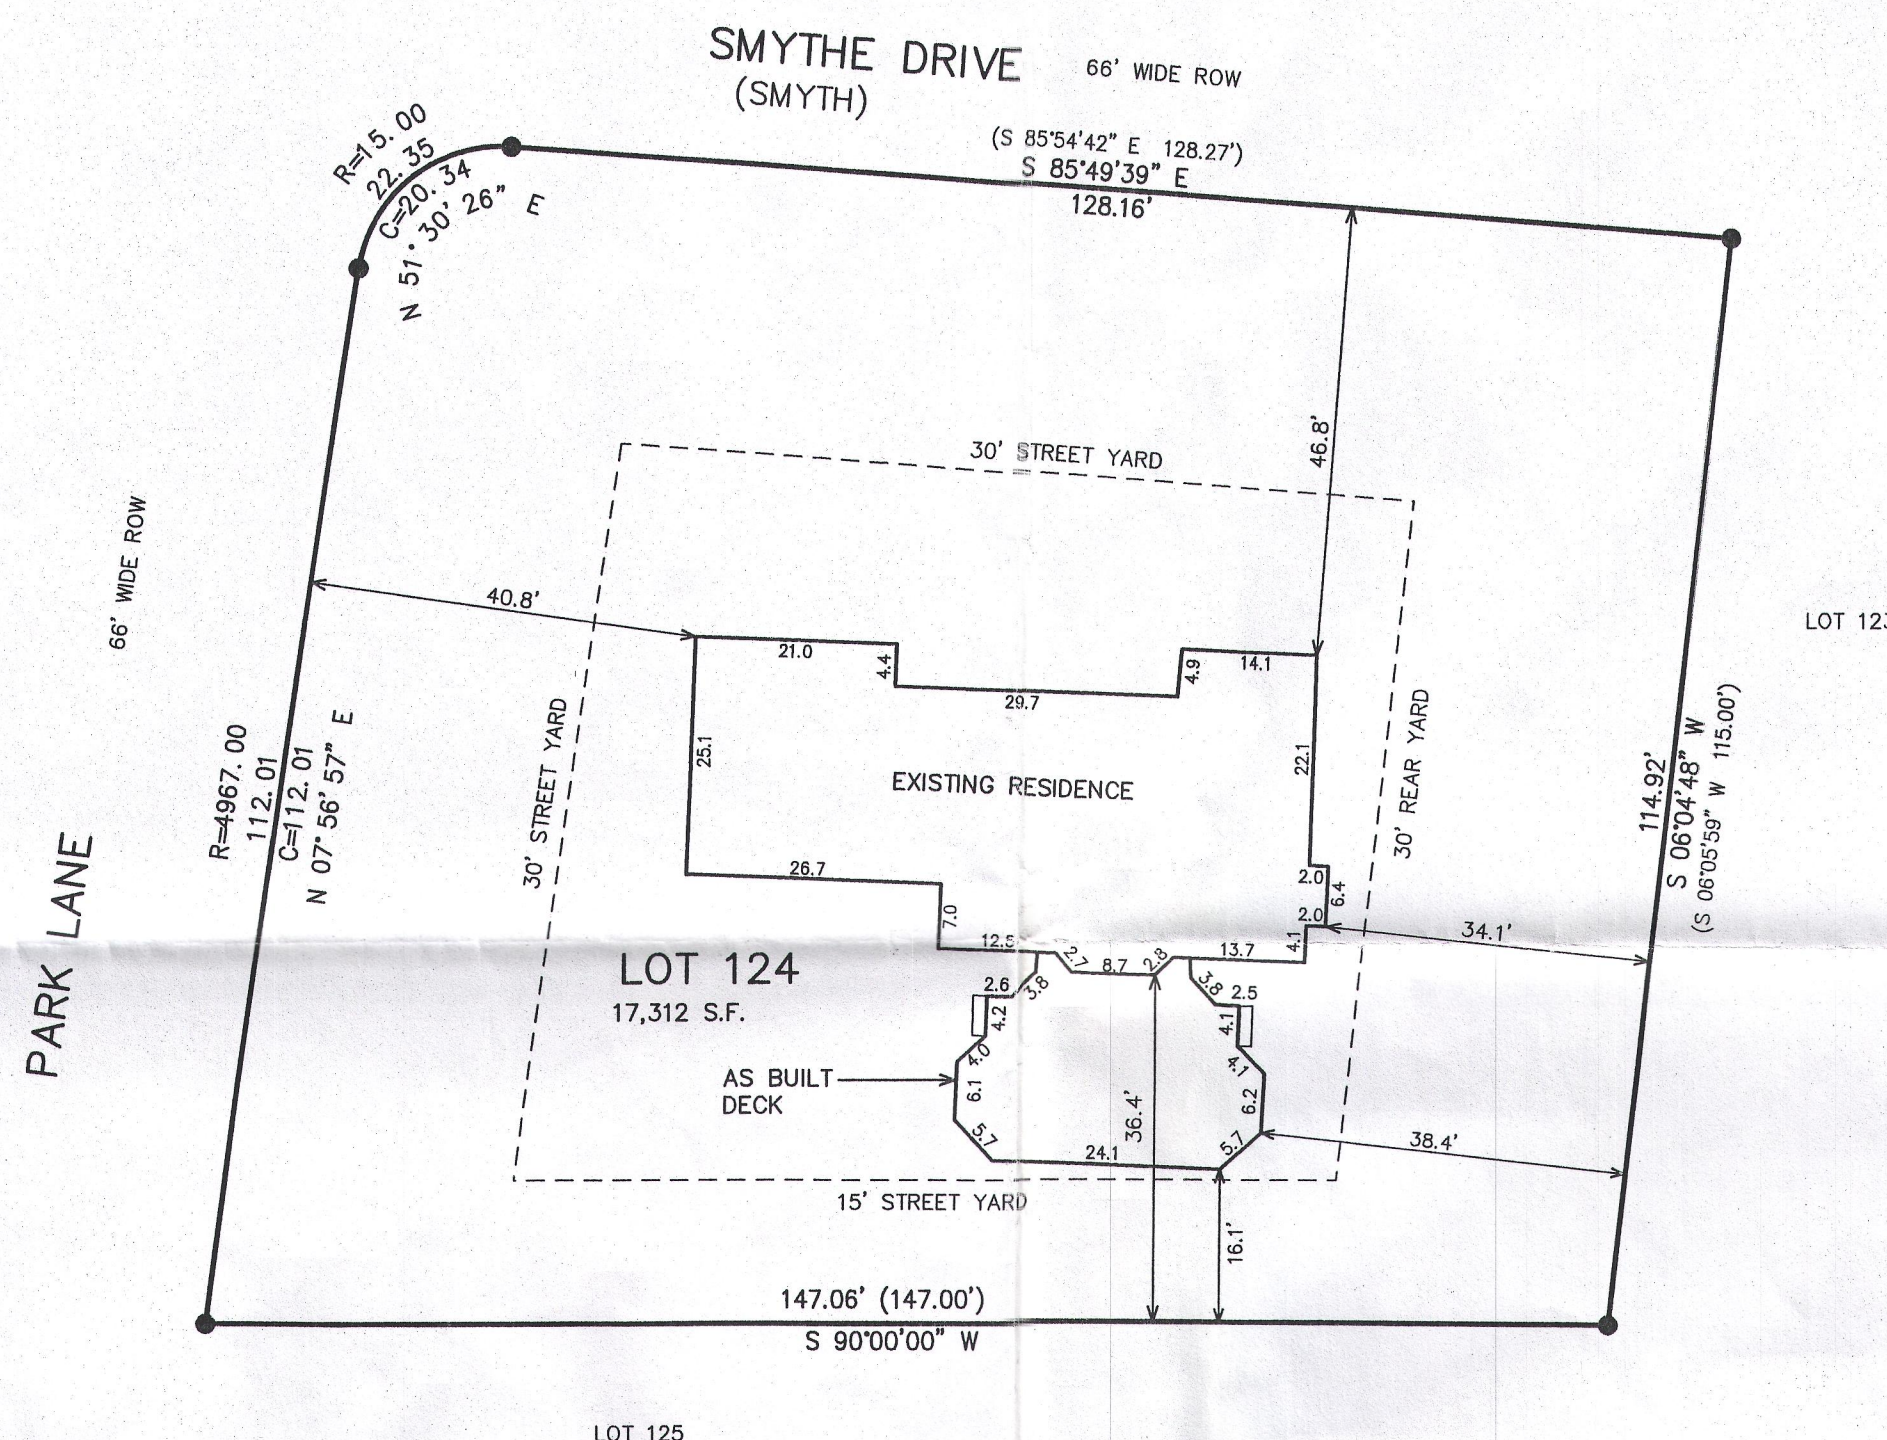 SMYTHE DRIVE
66' WIDE ROW
(SMYTH)
(S 85°54'42" E 128.27')
S 85°49'39" E
128.16'
R=15.00
22.35
C=20.34
N 51°30'26" E
46.8'
30' STREET YARD
66' WIDE ROW
40.8'
LOT 123
21.0
4.4
29.7
4.9
14.1
25.1
EXISTING RESIDENCE
22.1
30' STREET YARD
30' REAR YARD
R=4967.00
112.01
C=112.01
N 07°56'57" E
PARK LANE
114.92'
S 06°04'48" W
(S 06°05'59" W 115.00')
26.7
7.0
2.0
6.4
2.0
4.1
34.1'
12.5
2.7
8.7
2.8
13.7
LOT 124
17,312 S.F.
3.8
2.6
4.2
4.0
6.1
5.7
24.1
3.8
2.5
4.1
4.1
6.2
5.7
AS BUILT
DECK
36.4'
38.4'
15' STREET YARD
16.1'
147.06' (147.00')
S 90°00'00" W
LOT 125